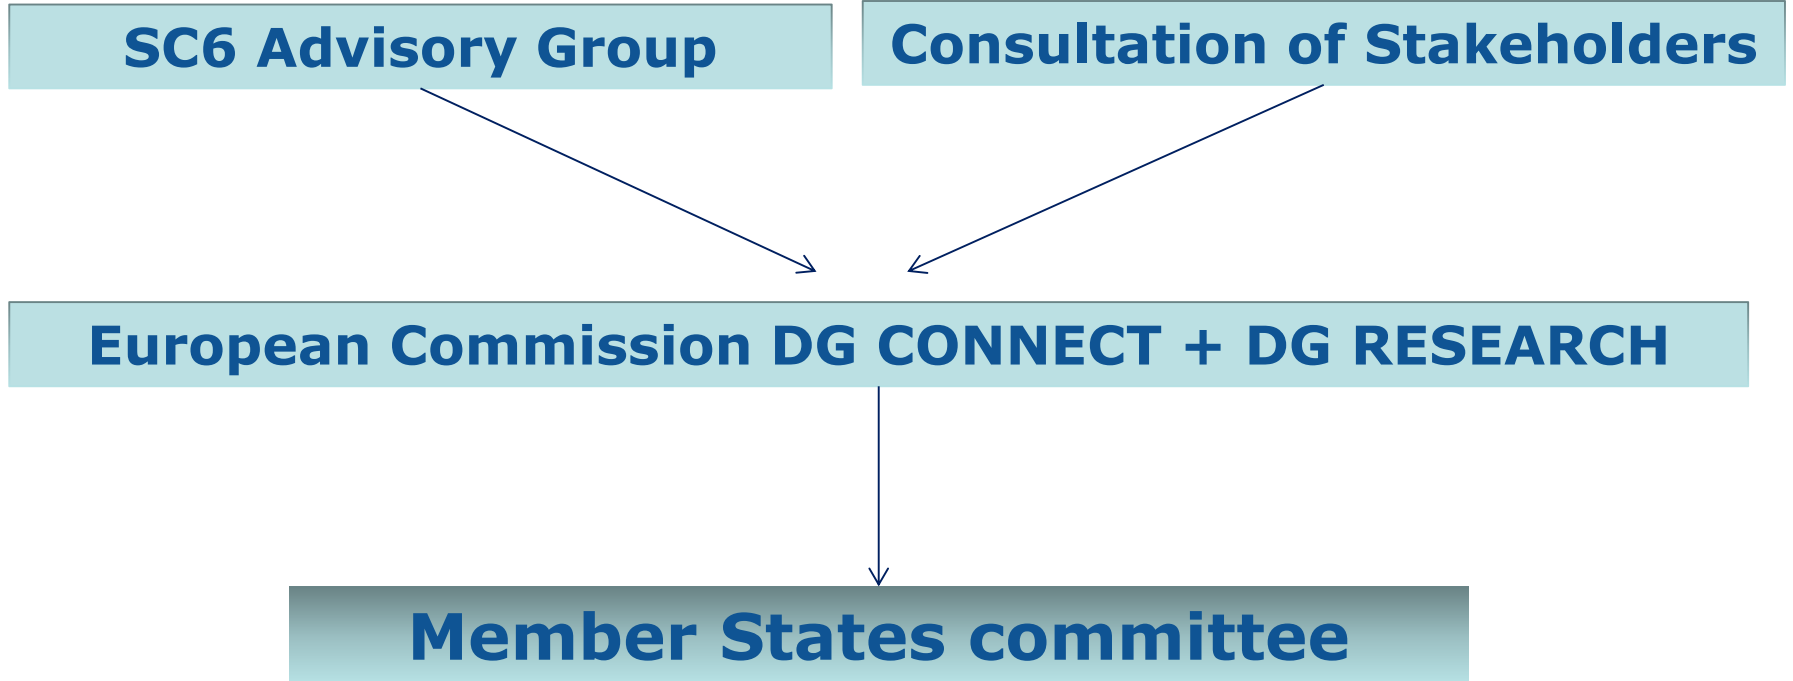 SC6 Advisory Group
Consultation of Stakeholders
European Commission DG CONNECT + DG RESEARCH
Member States committee